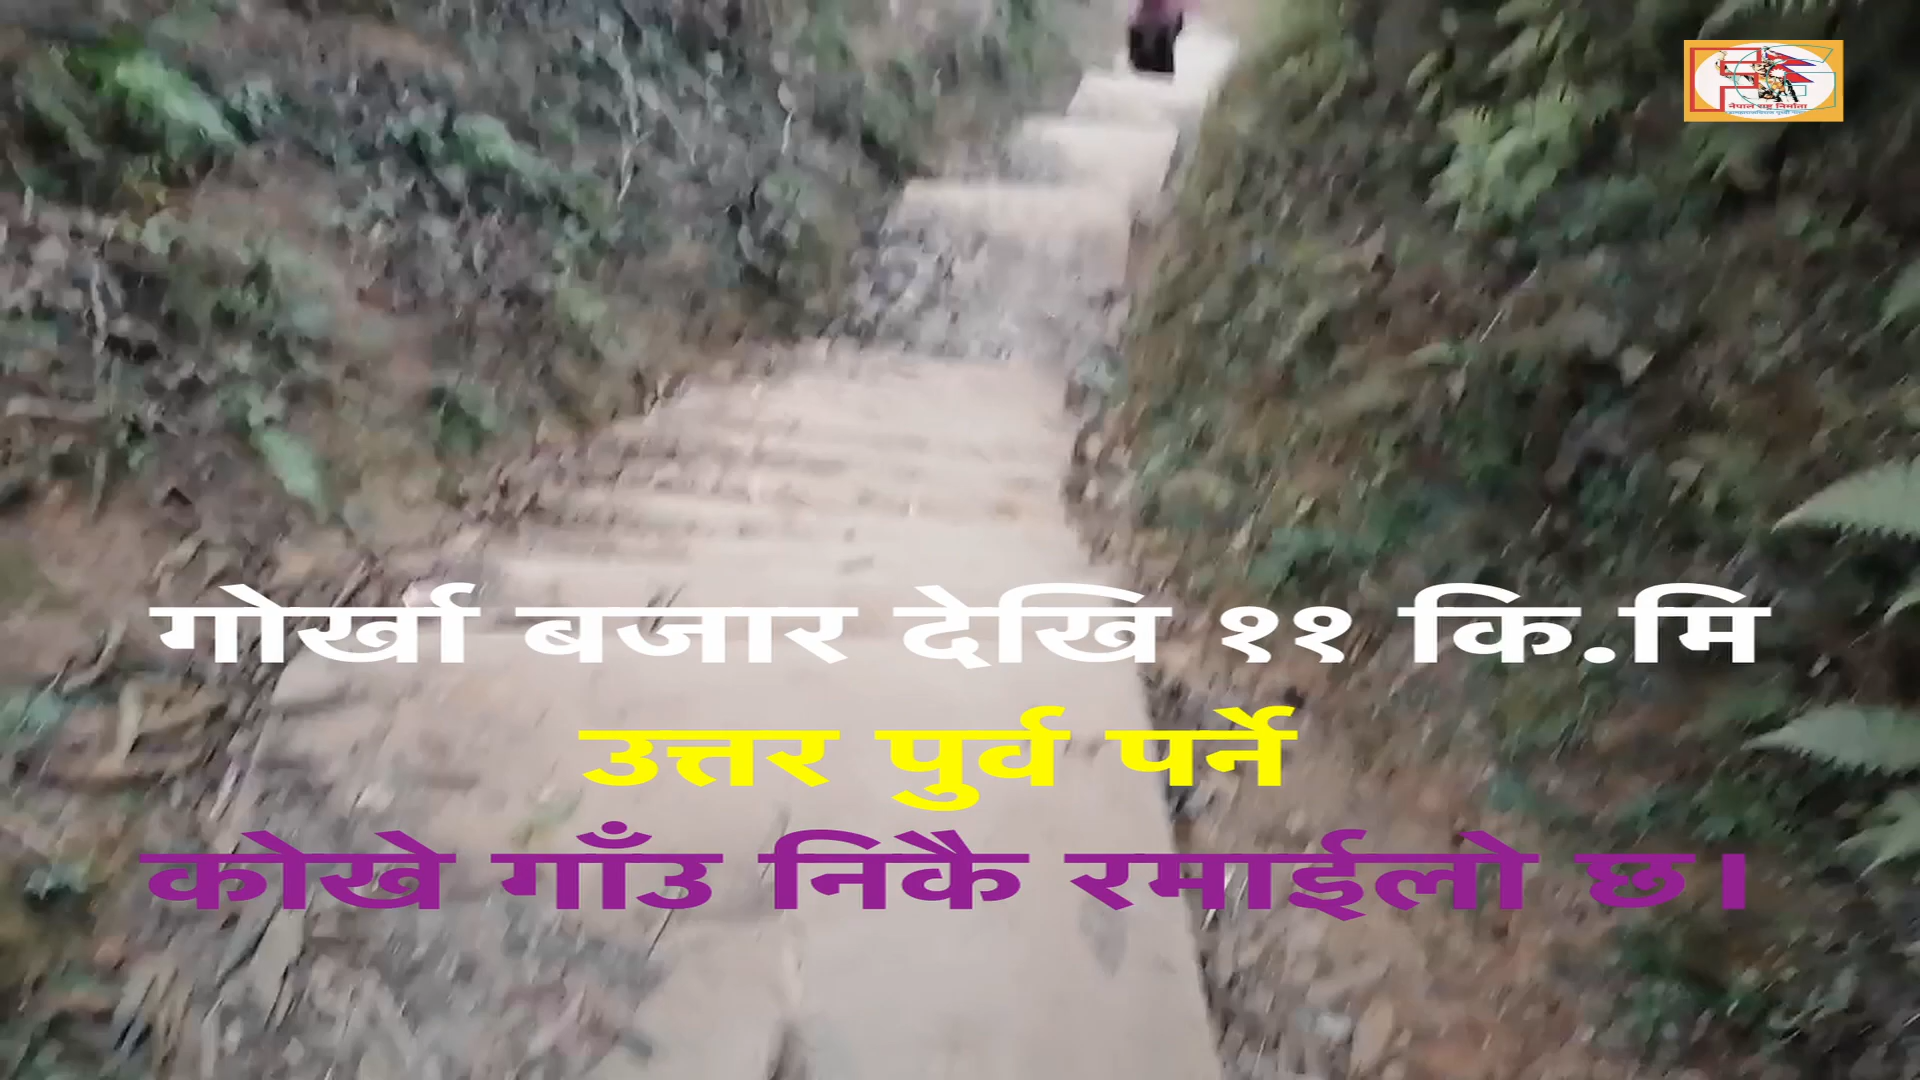 नेपाल राष्ट्र निर्माता
गोर्खा बजार देखि ११ कि.मि
उत्तर पुर्व पर्ने
कोखे गाँउ निकै रमाईलो छ।